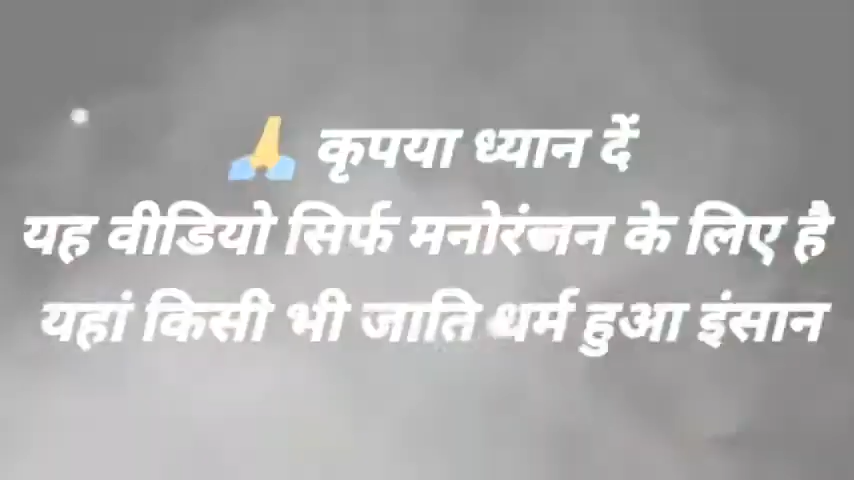 🙏 कृपया ध्यान दें
यह वीडियो सिर्फ मनोरंजन के लिए है
यहां किसी भी जाति धर्म हुआ इंसान